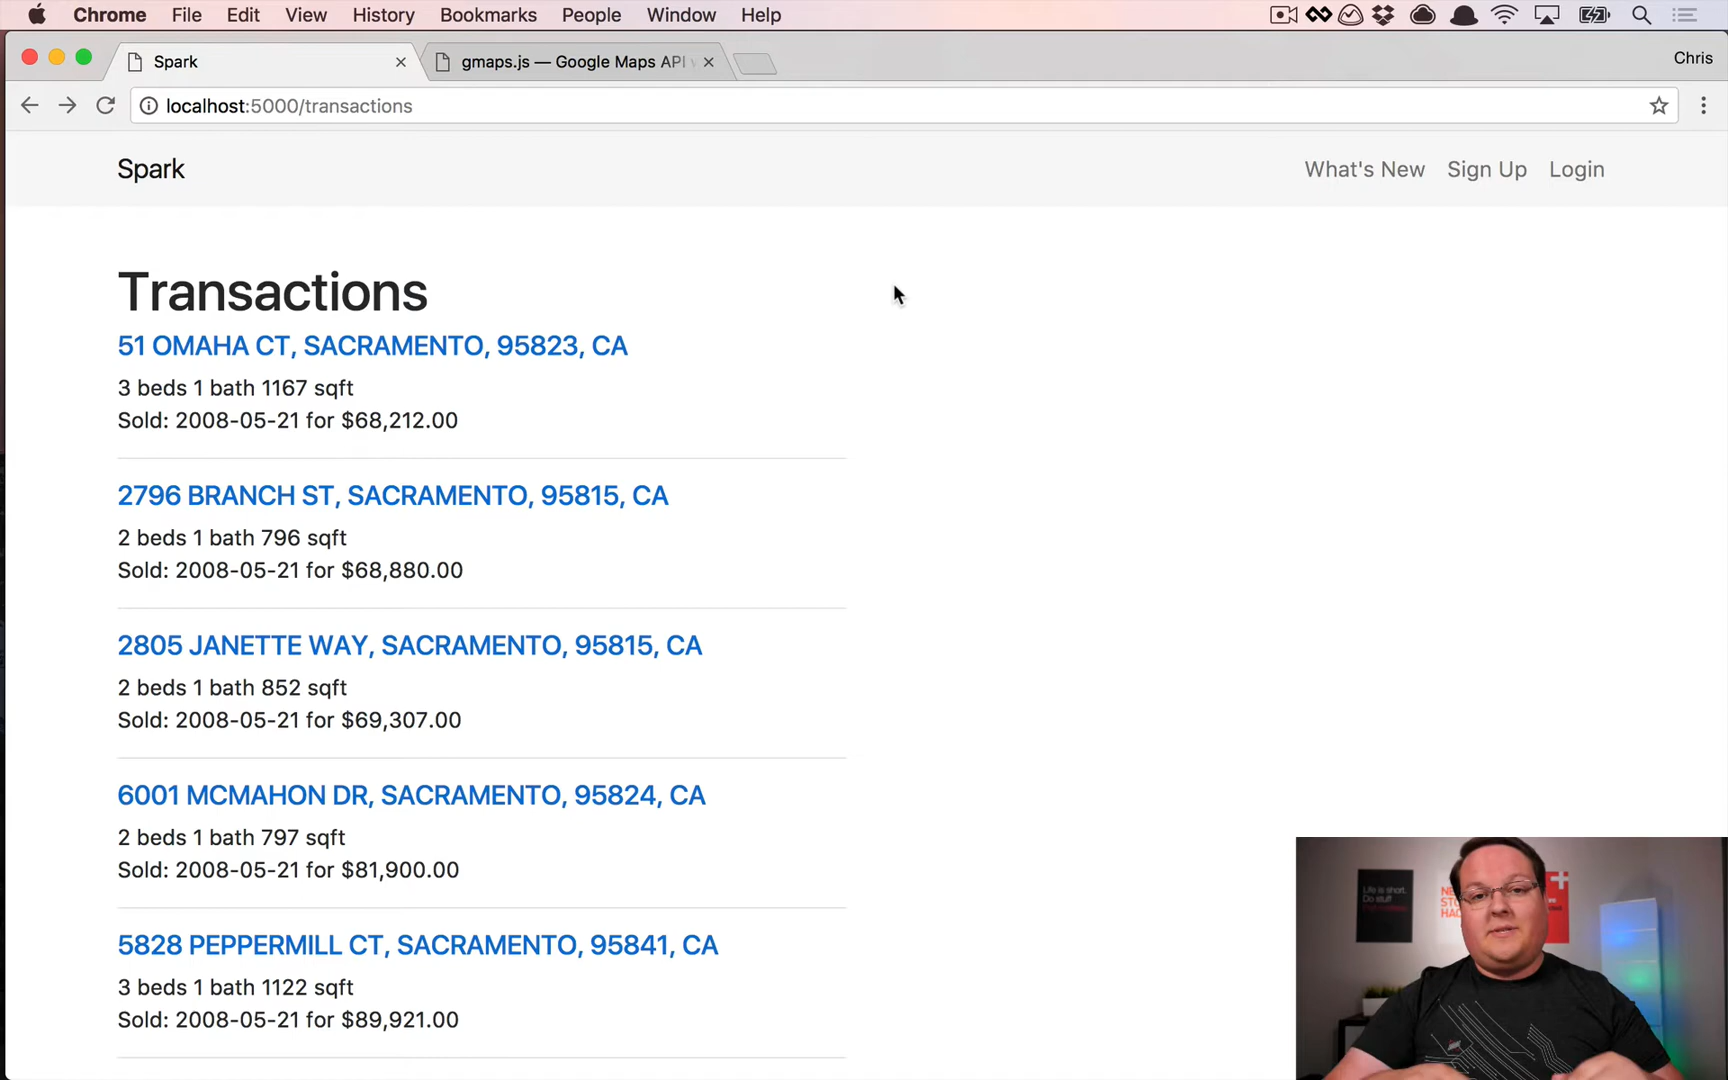 Chrome File Edit View History Bookmarks People Window Help
Spark
gmaps.js — Google Maps API
Chris
localhost:5000/transactions
Spark
What's New Sign Up Login
Transactions
51 OMAHA CT, SACRAMENTO, 95823, CA
3 beds 1 bath 1167 sqft
Sold: 2008-05-21 for $68,212.00
2796 BRANCH ST, SACRAMENTO, 95815, CA
2 beds 1 bath 796 sqft
Sold: 2008-05-21 for $68,880.00
2805 JANETTE WAY, SACRAMENTO, 95815, CA
2 beds 1 bath 852 sqft
Sold: 2008-05-21 for $69,307.00
6001 MCMAHON DR, SACRAMENTO, 95824, CA
2 beds 1 bath 797 sqft
Sold: 2008-05-21 for $81,900.00
5828 PEPPERMILL CT, SACRAMENTO, 95841, CA
3 beds 1 bath 1122 sqft
Sold: 2008-05-21 for $89,921.00
Life is short.
Do stuff